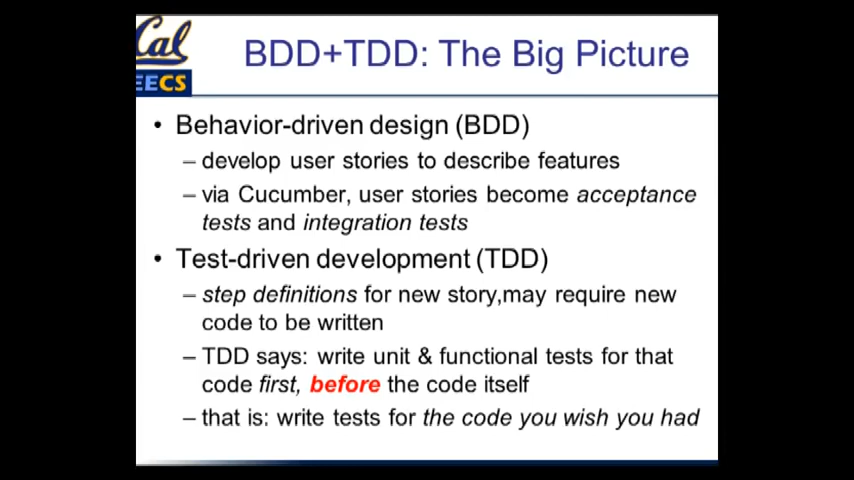 Cal
EECS
BDD+TDD: The Big Picture
• Behavior-driven design (BDD)
– develop user stories to describe features
– via Cucumber, user stories become acceptance
tests and integration tests
• Test-driven development (TDD)
– step definitions for new story,may require new
code to be written
– TDD says: write unit & functional tests for that
code first, before the code itself
– that is: write tests for the code you wish you had